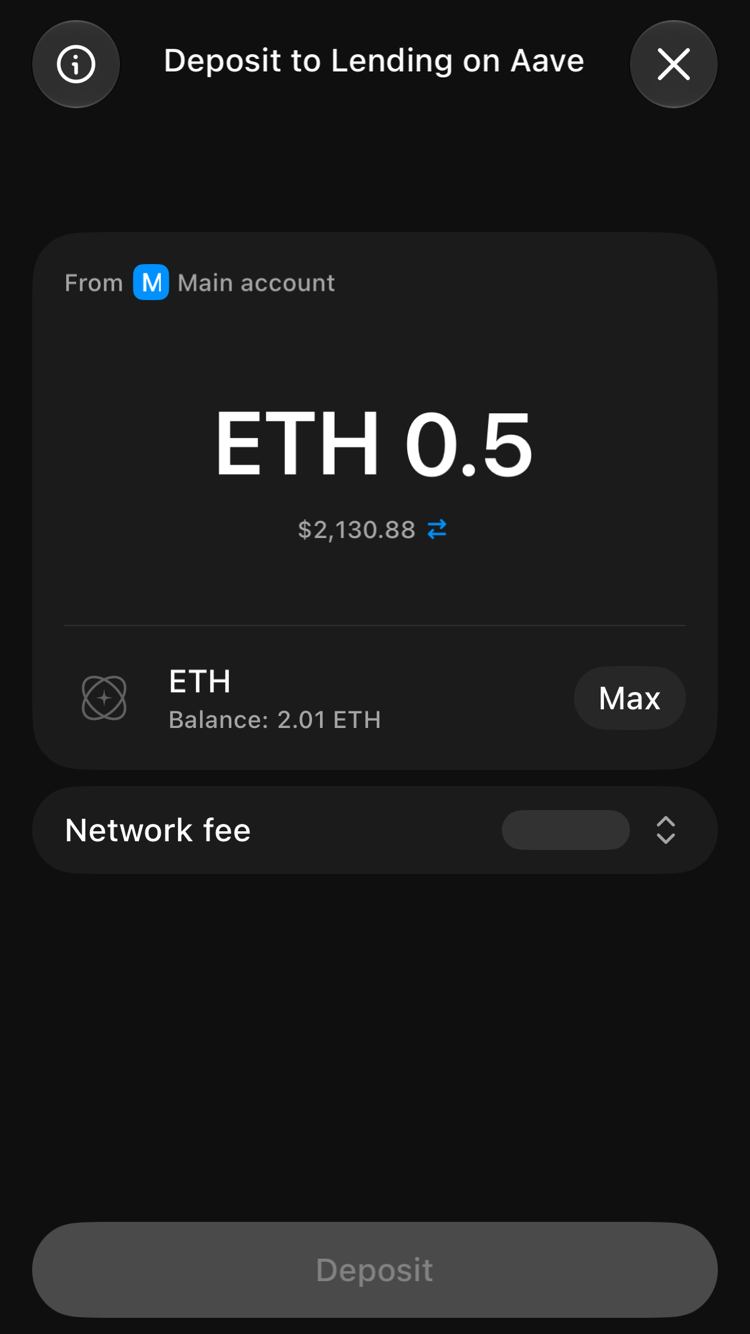 Deposit to Lending on Aave
From M Main account
ETH 0.5
$2,130.88
ETH
Balance: 2.01 ETH
Max
Network fee
Deposit